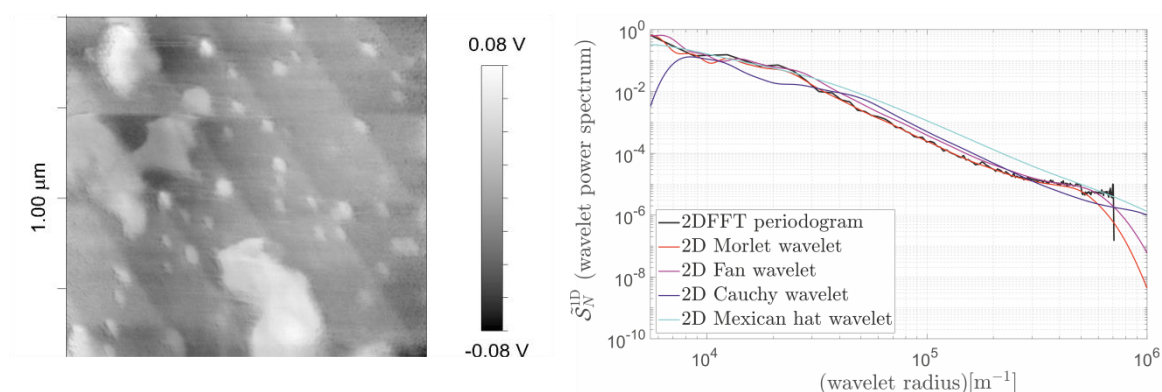 0.08 V
1.00 μm
-0.08 V
$\tilde{\mathcal{S}}_N^{1D}$ (wavelet power spectrum)
10^0
10^-2
10^-4
10^-6
10^-8
10^-10
2DFFT periodogram
2D Morlet wavelet
2D Fan wavelet
2D Cauchy wavelet
2D Mexican hat wavelet
10^4
10^5
10^6
(wavelet radius)[m^-1]